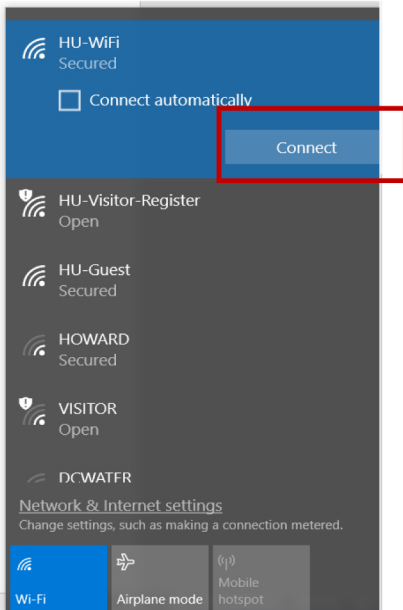 HU-WiFi
Secured
Connect automatically
Connect
HU-Visitor-Register
Open
HU-Guest
Secured
HOWARD
Secured
VISITOR
Open
DCWATER
Network & Internet settings
Change settings, such as making a connection metered.
Wi-Fi
Airplane mode
Mobile
hotspot